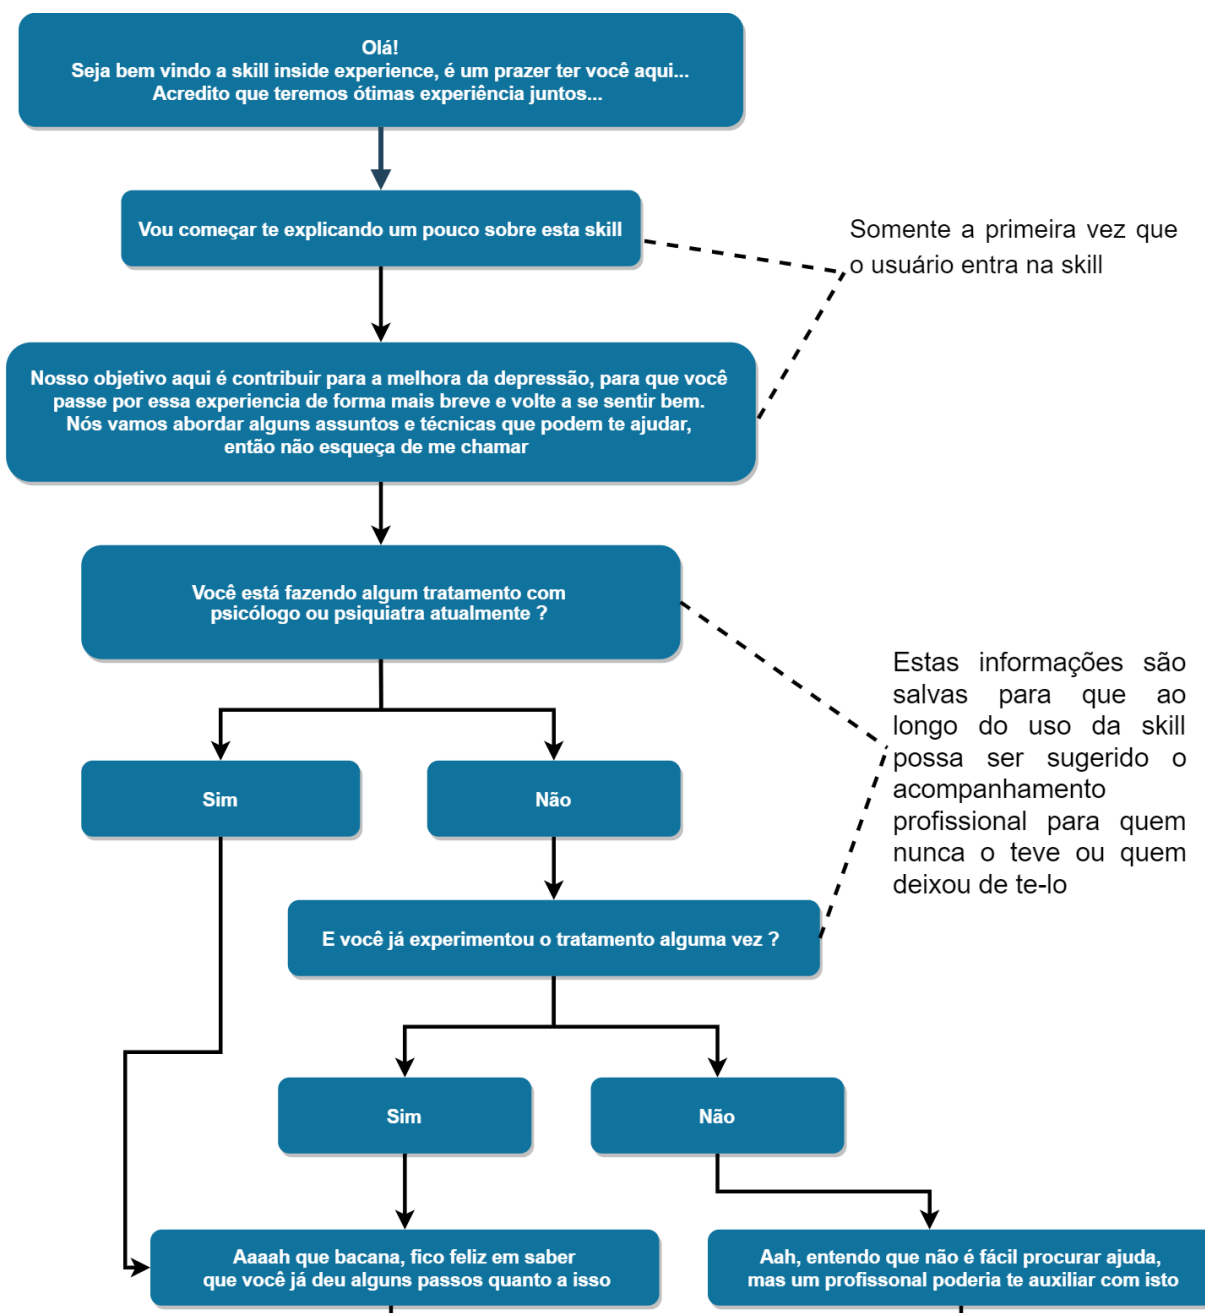 Olá!
Seja bem vindo a skill inside experience, é um prazer ter você aqui...
Acredito que teremos ótimas experiência juntos...
Vou começar te explicando um pouco sobre esta skill
Somente a primeira vez que
o usuário entra na skill
Nosso objetivo aqui é contribuir para a melhora da depressão, para que você
passe por essa experiencia de forma mais breve e volte a se sentir bem.
Nós vamos abordar alguns assuntos e técnicas que podem te ajudar,
então não esqueça de me chamar
Você está fazendo algum tratamento com
psicólogo ou psiquiatra atualmente ?
Estas informações são
salvas para que ao
longo do uso da skill
possa ser sugerido o
acompanhamento
profissional para quem
nunca o teve ou quem
deixou de te-lo
Sim
Não
E você já experimentou o tratamento alguma vez ?
Sim
Não
Aaaah que bacana, fico feliz em saber
que você já deu alguns passos quanto a isso
Aah, entendo que não é fácil procurar ajuda,
mas um profissonal poderia te auxiliar com isto